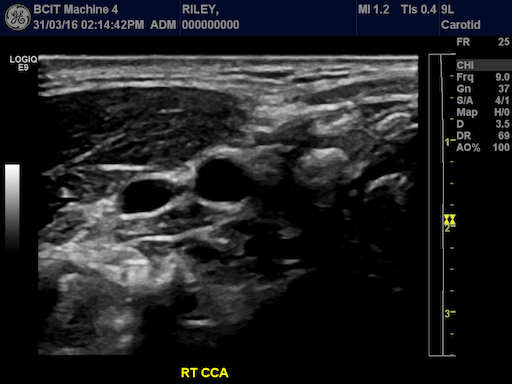 GE
BCIT Machine 4 RILEY, MI 1.2 TIs 0.4 9L
31/03/16 02:14:42PM ADM 000000000 Carotid
FR 25
LOGIQ
E9
CHI
Frq 9.0
Gn 37
S/A 4/1
Map H/0
D 3.5
DR 69
AO% 100
1
2
3
RT CCA